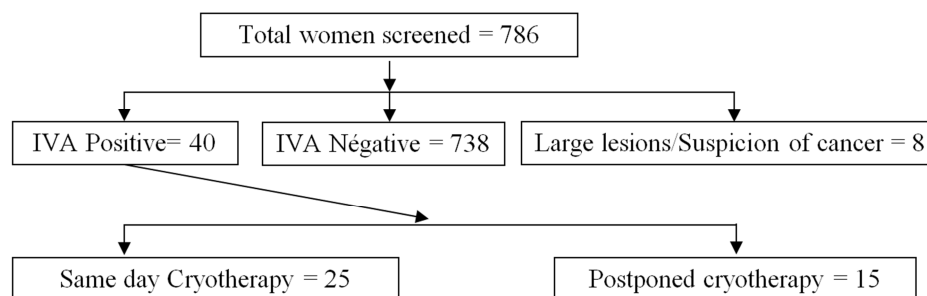 Total women screened = 786
IVA Positive= 40
IVA Négative = 738
Large lesions/Suspicion of cancer = 8
Same day Cryotherapy = 25
Postponed cryotherapy = 15